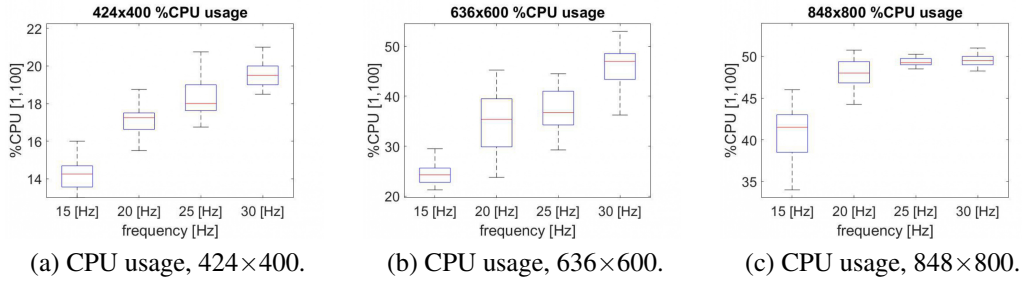 424x400 %CPU usage
22
20
18
16
14
%CPU [1,100]
15 [Hz] 20 [Hz] 25 [Hz] 30 [Hz]
frequency [Hz]
(a) CPU usage, 424×400.
636x600 %CPU usage
50
40
30
20
%CPU [1,100]
15 [Hz] 20 [Hz] 25 [Hz] 30 [Hz]
frequency [Hz]
(b) CPU usage, 636×600.
848x800 %CPU usage
50
45
40
35
%CPU [1,100]
15 [Hz] 20 [Hz] 25 [Hz] 30 [Hz]
frequency [Hz]
(c) CPU usage, 848×800.